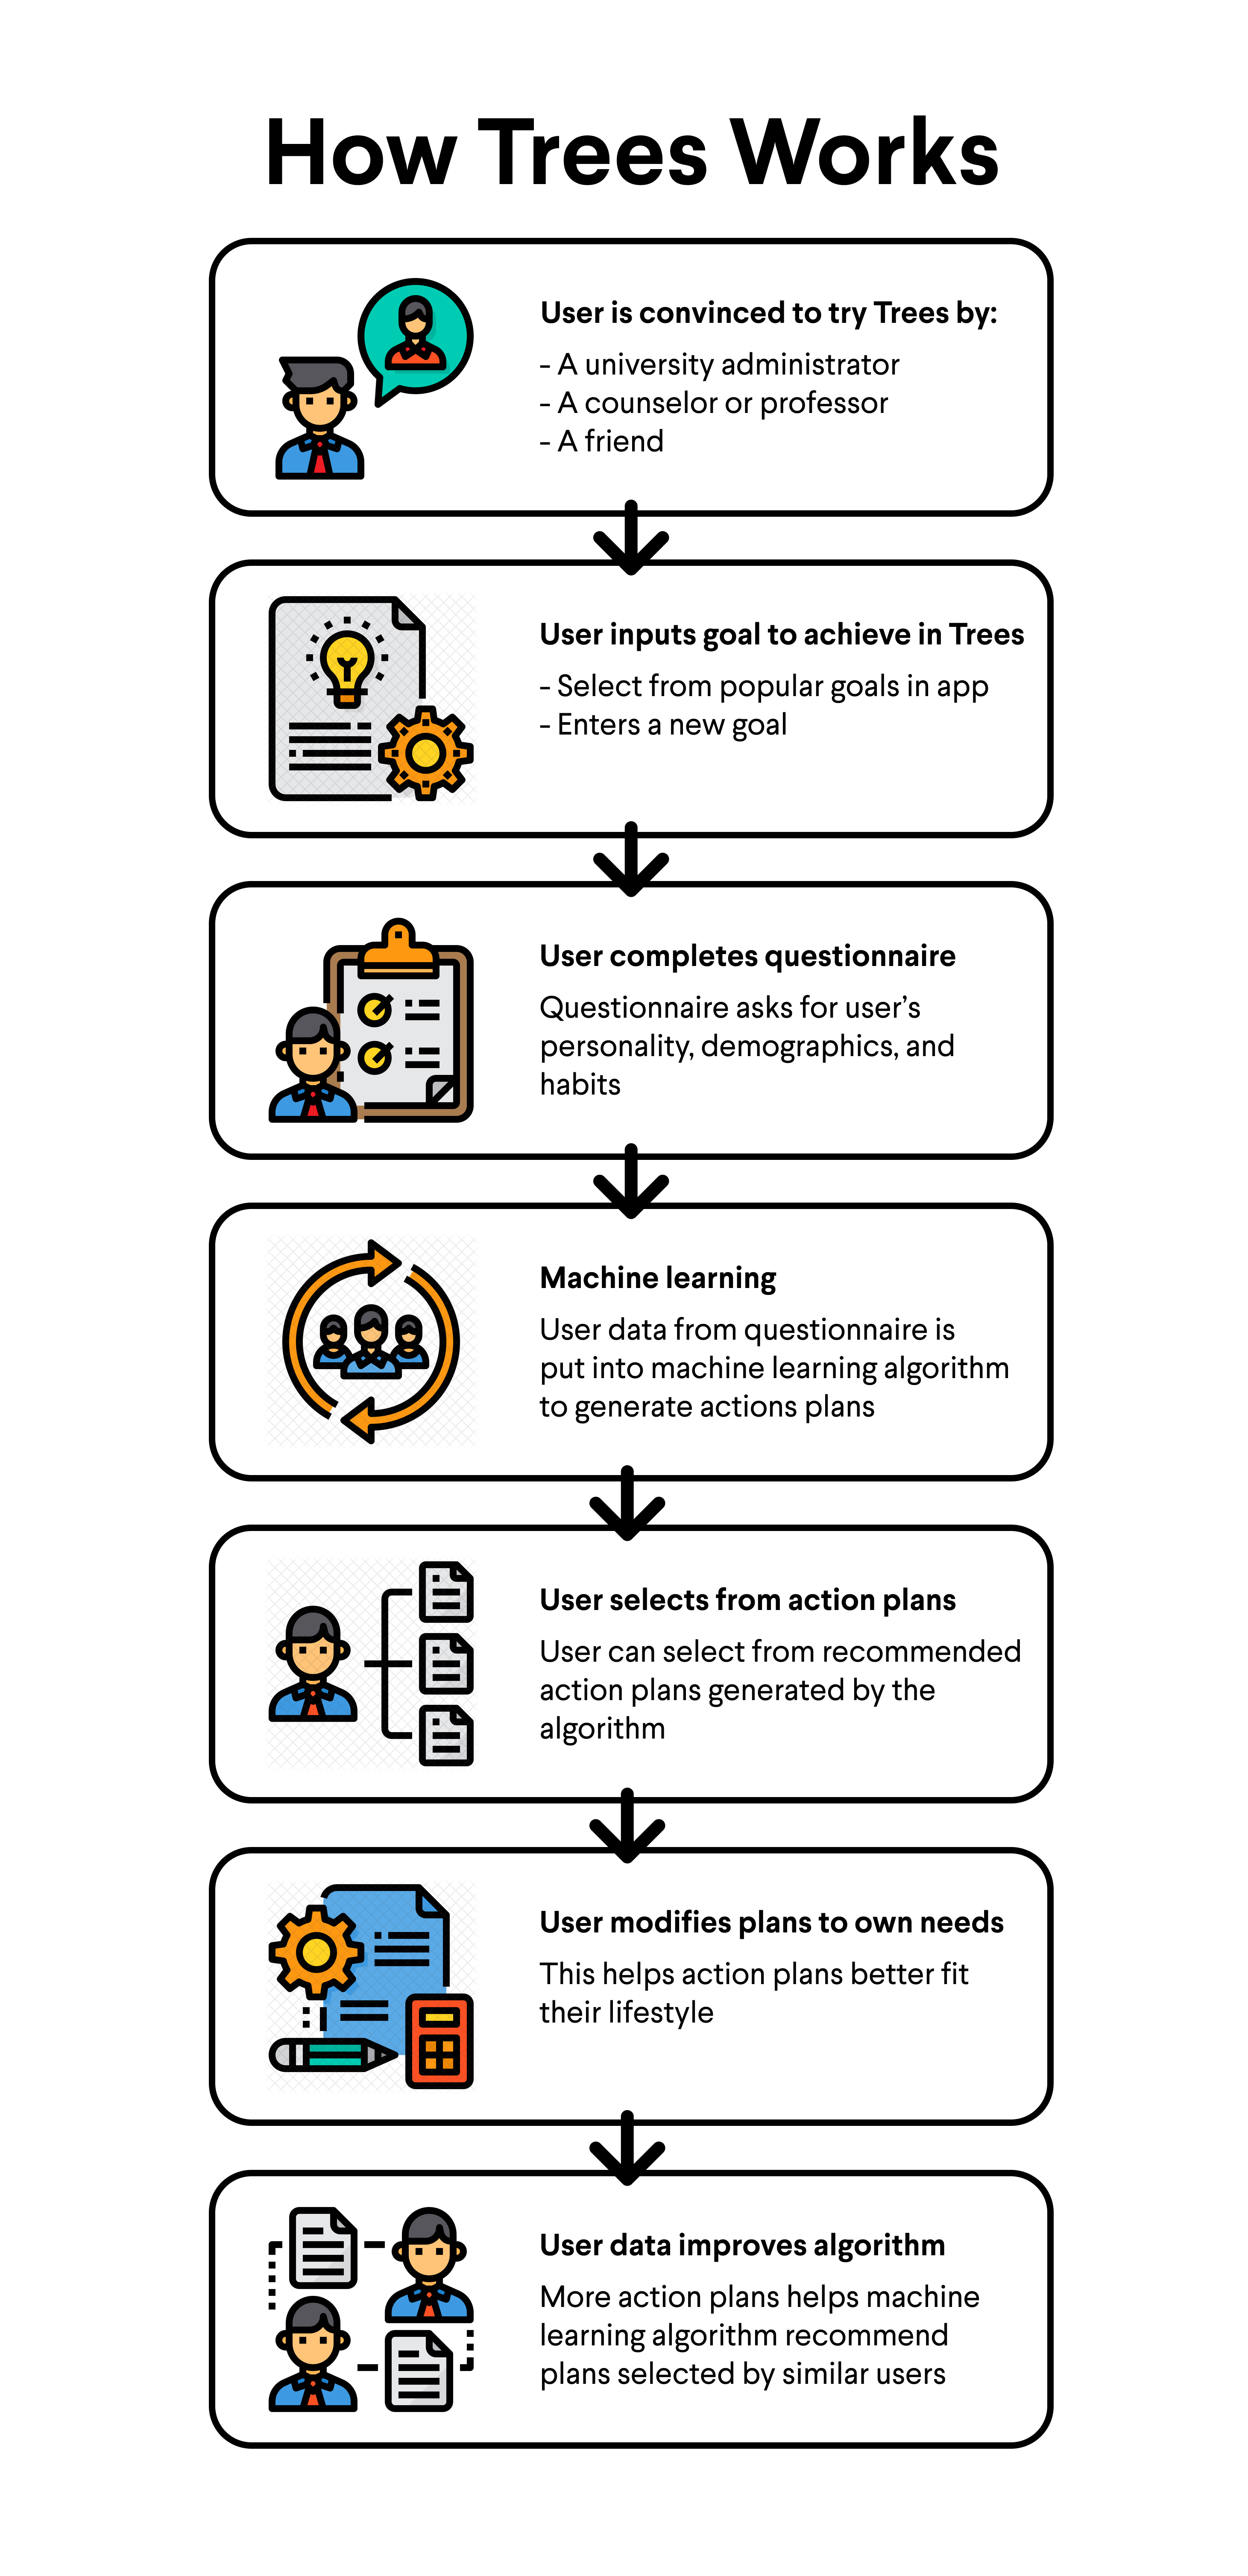 How Trees Works
User is convinced to try Trees by:
- A university administrator
- A counselor or professor
- A friend
User inputs goal to achieve in Trees
- Select from popular goals in app
- Enters a new goal
User completes questionnaire
Questionnaire asks for user’s
personality, demographics, and
habits
Machine learning
User data from questionnaire is
put into machine learning algorithm
to generate actions plans
User selects from action plans
User can select from recommended
action plans generated by the
algorithm
User modifies plans to own needs
This helps action plans better fit
their lifestyle
User data improves algorithm
More action plans helps machine
learning algorithm recommend
plans selected by similar users